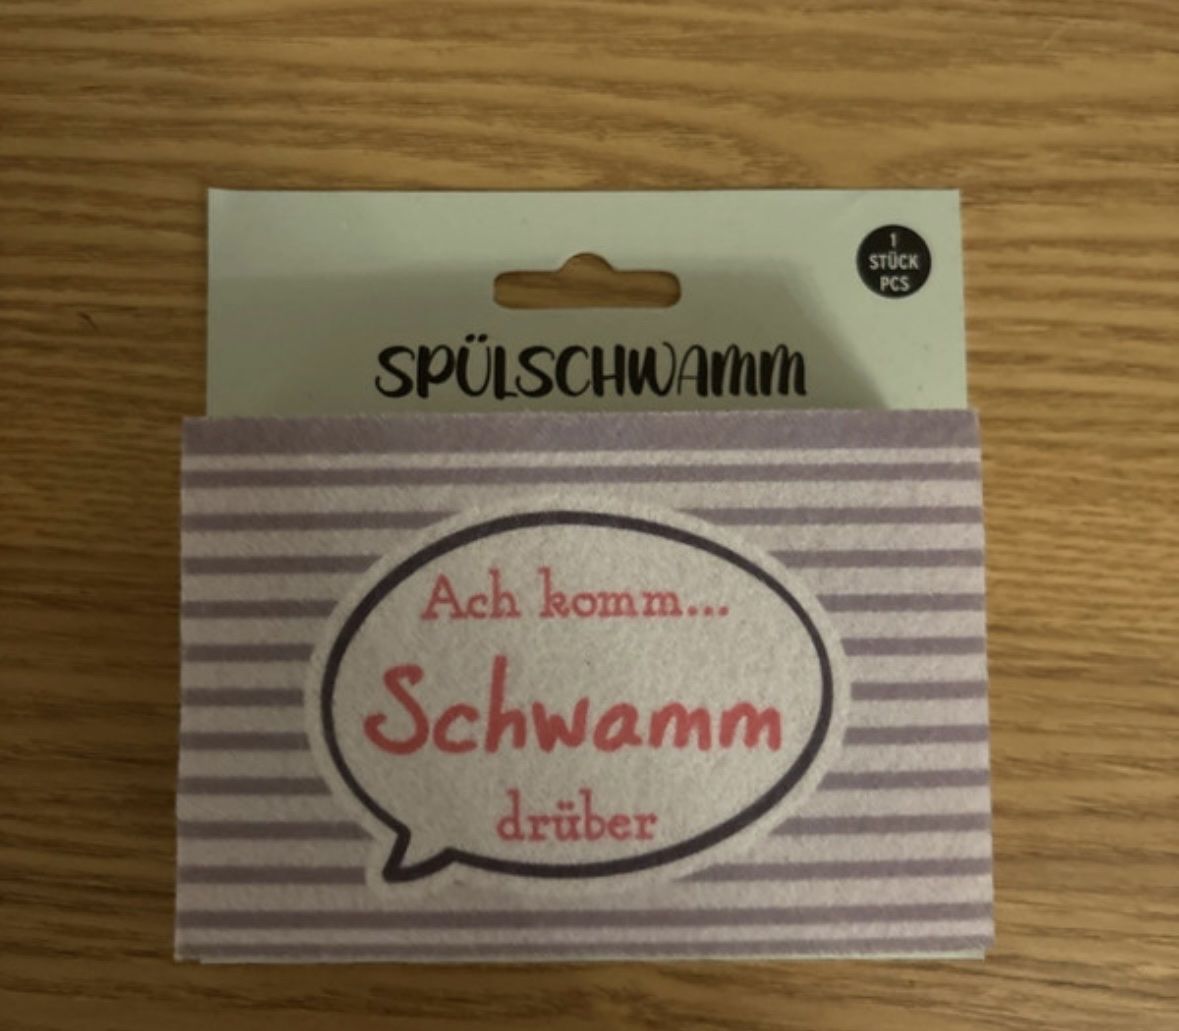 1
STÜCK
PCS
SPÜLSCHWAMM
Ach komm...
Schwamm
drüber